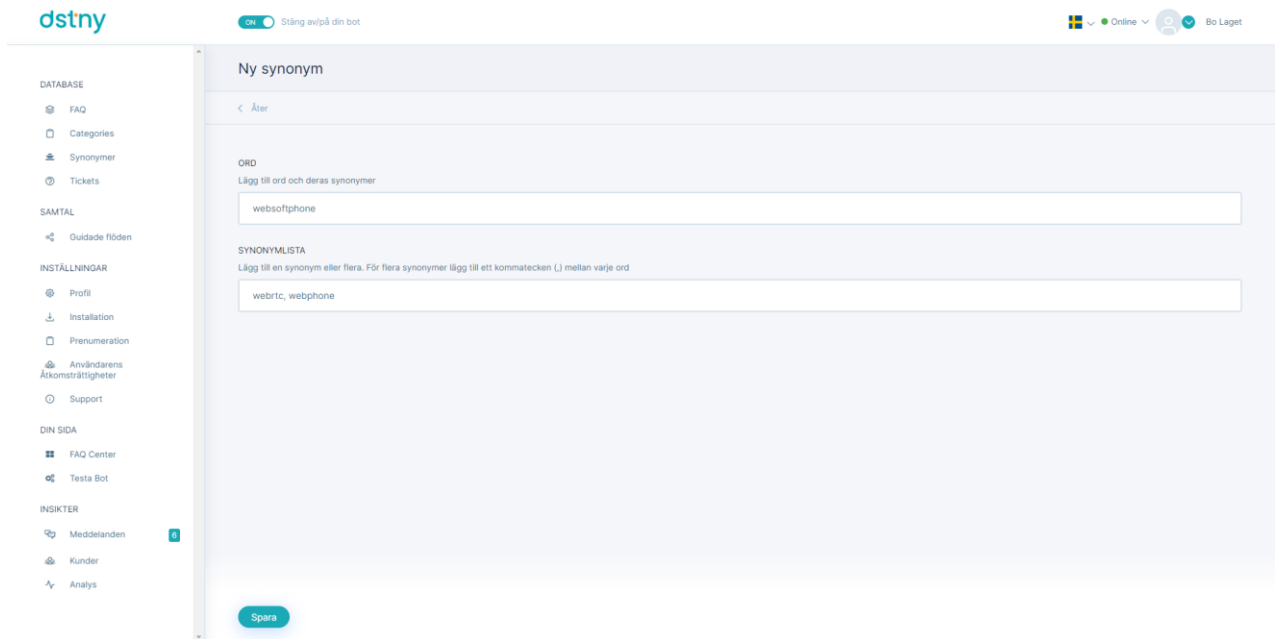 dstny
ON Stäng av/på din bot
Online
Bo Laget
DATABASE
FAQ
Categories
Synonymer
Tickets
SAMTAL
Guidade flöden
INSTÄLLNINGAR
Profil
Installation
Prenumeration
Användarens
Åtkomsträttigheter
Support
DIN SIDA
FAQ Center
Testa Bot
INSIKTER
Meddelanden 6
Kunder
Analys
Ny synonym
Åter
ORD
Lägg till ord och deras synonymer
websoftphone
SYNONYMLISTA
Lägg till en synonym eller flera. För flera synonymer lägg till ett kommatecken (,) mellan varje ord
webrtc, webphone
Spara